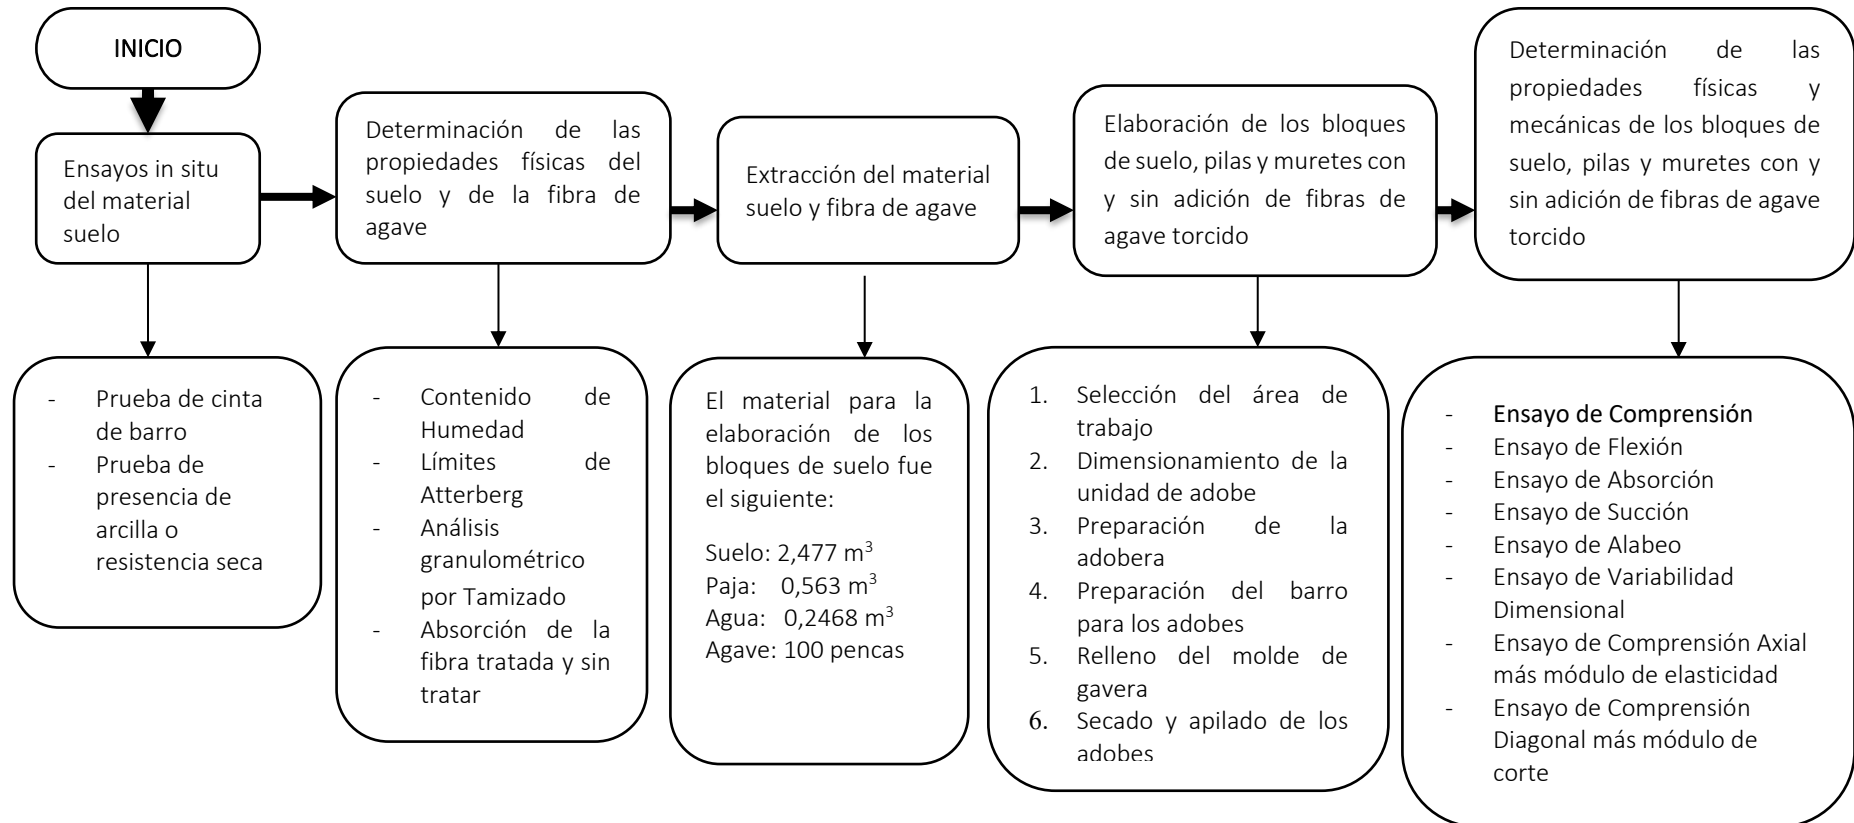 INICIO
Ensayos in situ
del material
suelo
Determinación de las
propiedades físicas del
suelo y de la fibra de
agave
Extracción del material
suelo y fibra de agave
Elaboración de los bloques
de suelo, pilas y muretes con
y sin adición de fibras de
agave torcido
Determinación de las
propiedades físicas y
mecánicas de los bloques de
suelo, pilas y muretes con y
sin adición de fibras de agave
torcido
- Prueba de cinta
de barro
- Prueba de
presencia de
arcilla o
resistencia seca
- Contenido de
Humedad
- Límites de
Atterberg
- Análisis
granulométrico
por Tamizado
- Absorción de la
fibra tratada y sin
tratar
El material para la
elaboración de los
bloques de suelo fue
el siguiente:
Suelo: 2,477 m³
Paja: 0,563 m³
Agua: 0,2468 m³
Agave: 100 pencas
1. Selección del área de
trabajo
2. Dimensionamiento de la
unidad de adobe
3. Preparación de la
adobera
4. Preparación del barro
para los adobes
5. Relleno del molde de
gavera
6. Secado y apilado de los
adobes
- Ensayo de Comprensión
- Ensayo de Flexión
- Ensayo de Absorción
- Ensayo de Succión
- Ensayo de Alabeo
- Ensayo de Variabilidad
Dimensional
- Ensayo de Comprensión Axial
más módulo de elasticidad
- Ensayo de Comprensión
Diagonal más módulo de
corte